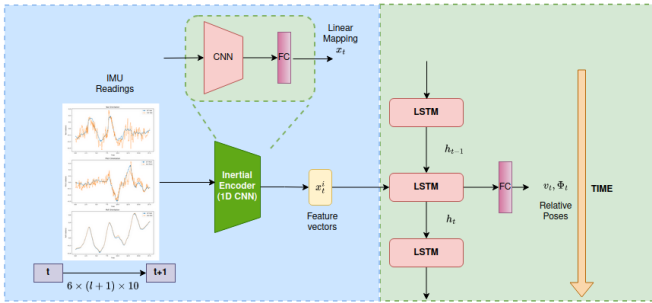 CNN
FC
Linear
Mapping
x_t
IMU
Readings
Inertial
Encoder
(1D CNN)
x_t^i
Feature
vectors
t
t+1
6 × (l + 1) × 10
LSTM
h_{t−1}
LSTM
FC
v_t, Φ_t
Relative
Poses
h_t
LSTM
TIME